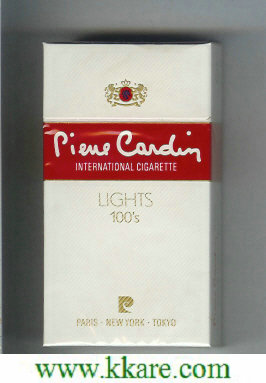 Pierre Cardin
INTERNATIONAL CIGARETTE
LIGHTS
100's
PARIS - NEW YORK - TOKYO
www.kkare.com